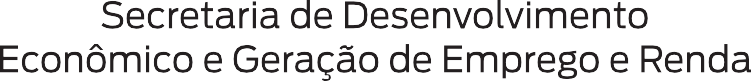 Secretaria de Desenvolvimento
Econômico e Geração de Emprego e Renda